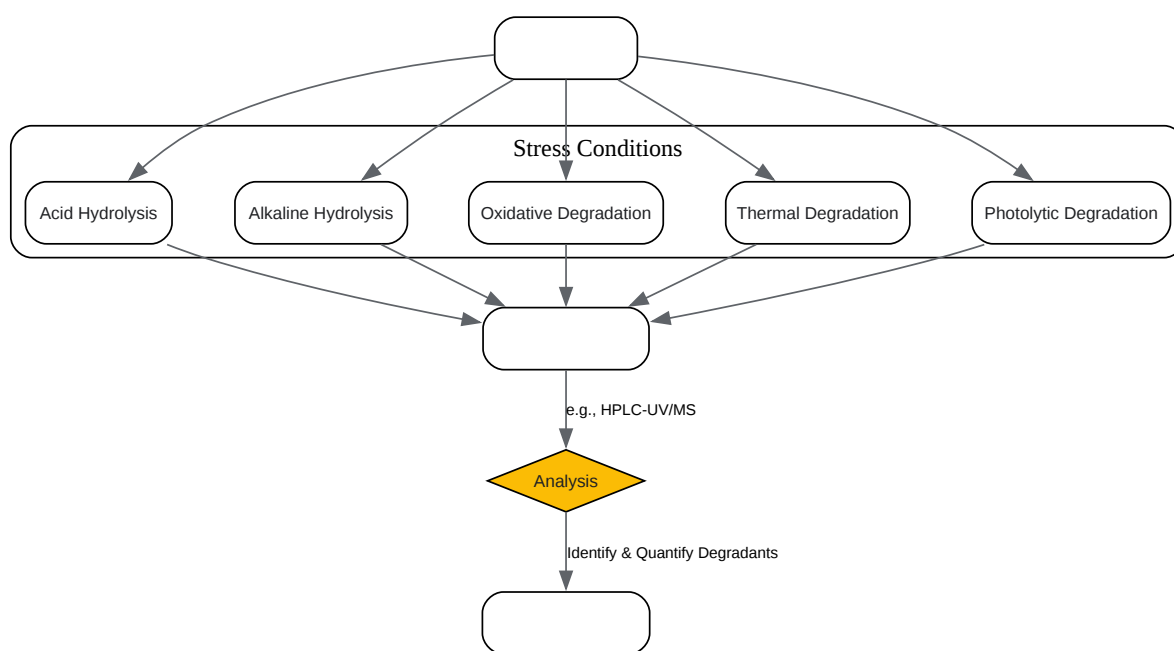 Stress Conditions
Acid Hydrolysis
Alkaline Hydrolysis
Oxidative Degradation
Thermal Degradation
Photolytic Degradation
e.g., HPLC-UV/MS
Analysis
Identify & Quantify Degradants